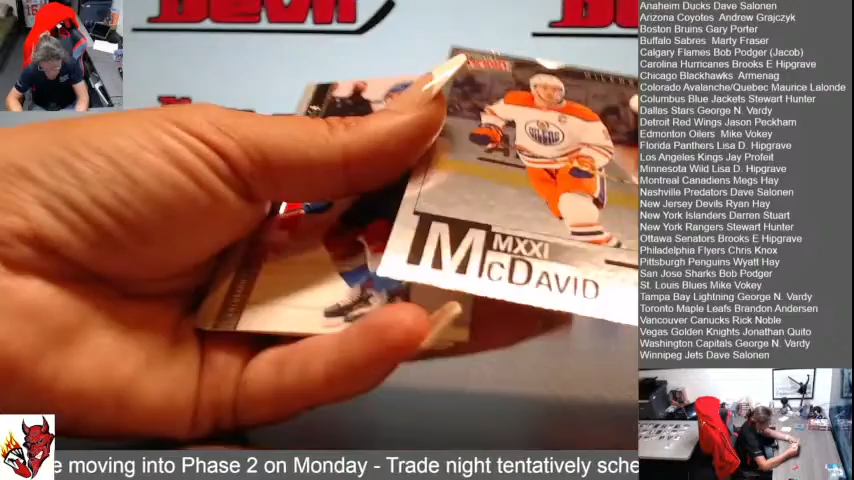 MXXI
McDAVID
OILERS
Anaheim Ducks Dave Salonen
Arizona Coyotes Andrew Grajczyk
Boston Bruins Gary Porter
Buffalo Sabres Marty Fraser
Calgary Flames Bob Podger (Jacob)
Carolina Hurricanes Brooks E Hipgrave
Chicago Blackhawks Armenag
Colorado Avalanche/Quebec Maurice Lalonde
Columbus Blue Jackets Stewart Hunter
Dallas Stars George N. Vardy
Detroit Red Wings Jason Peckham
Edmonton Oilers Mike Vokey
Florida Panthers Lisa D. Hipgrave
Los Angeles Kings Jay Profeit
Minnesota Wild Lisa D. Hipgrave
Montreal Canadiens Megs Hay
Nashville Predators Dave Salonen
New Jersey Devils Ryan Hay
New York Islanders Darren Stuart
New York Rangers Stewart Hunter
Ottawa Senators Brooks E Hipgrave
Philadelphia Flyers Chris Knox
Pittsburgh Penguins Wyatt Hay
San Jose Sharks Bob Podger
St. Louis Blues Mike Vokey
Tampa Bay Lightning George N. Vardy
Toronto Maple Leafs Brandon Andersen
Vancouver Canucks Rick Noble
Vegas Golden Knights Jonathan Quito
Washington Capitals George N. Vardy
Winnipeg Jets Dave Salonen
e moving into Phase 2 on Monday - Trade night tentatively sche